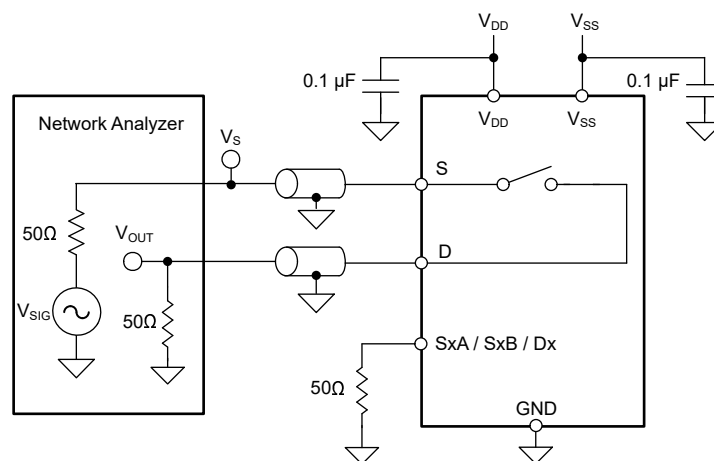 V_DD V_SS
0.1 µF 0.1 µF
V_DD V_SS
Network Analyzer
V_S
S
50Ω
V_OUT
D
V_SIG
50Ω
SxA / SxB / Dx
50Ω
GND